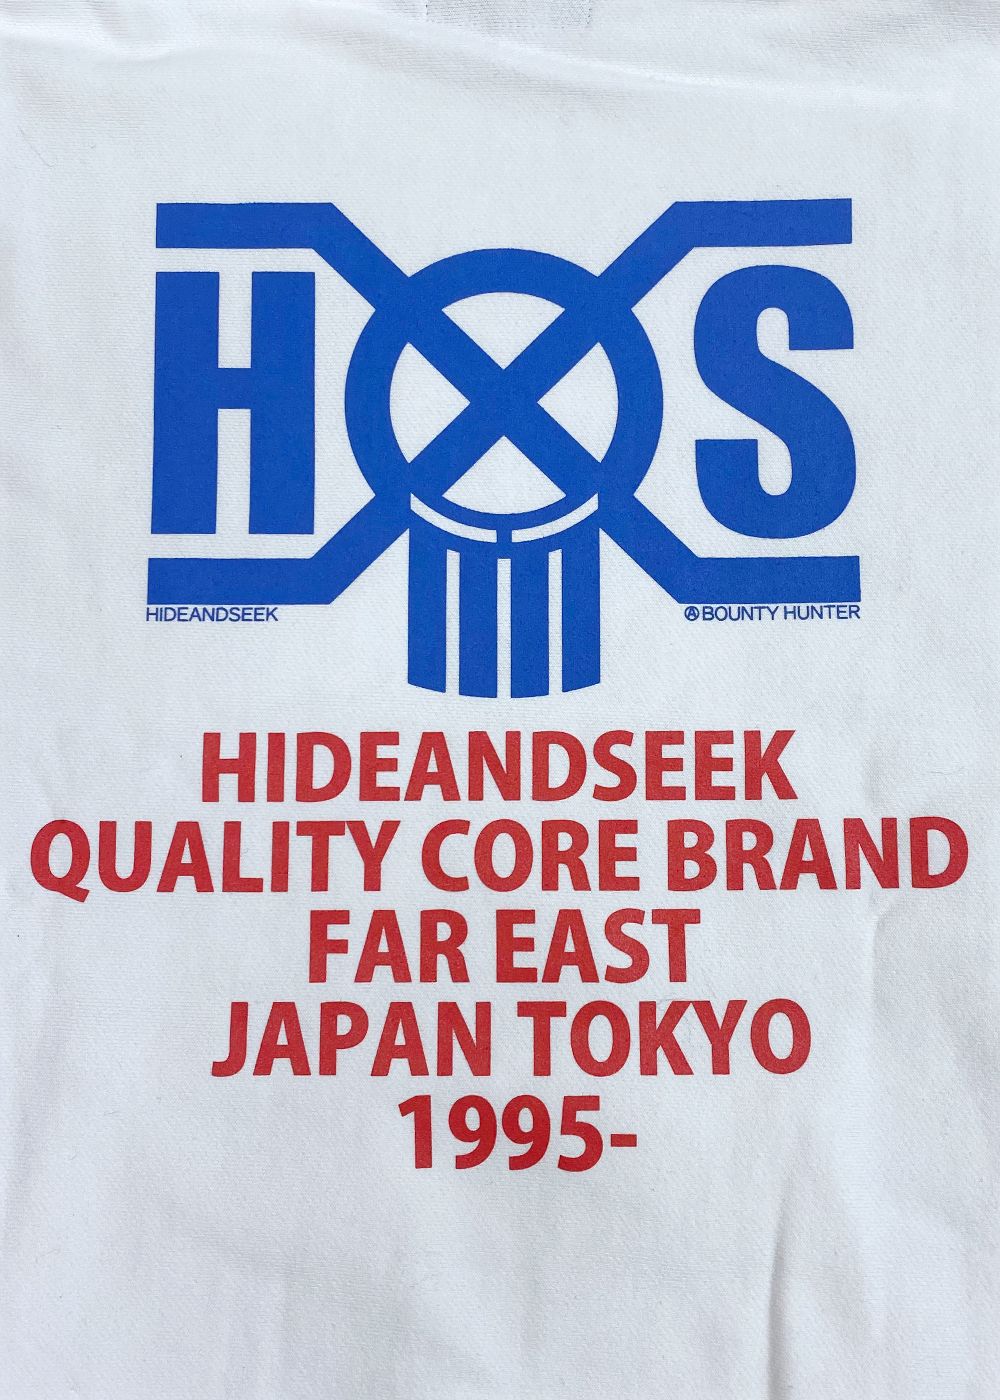 H S
HIDEANDSEEK
Ⓐ BOUNTY HUNTER
HIDEANDSEEK
QUALITY CORE BRAND
FAR EAST
JAPAN TOKYO
1995-